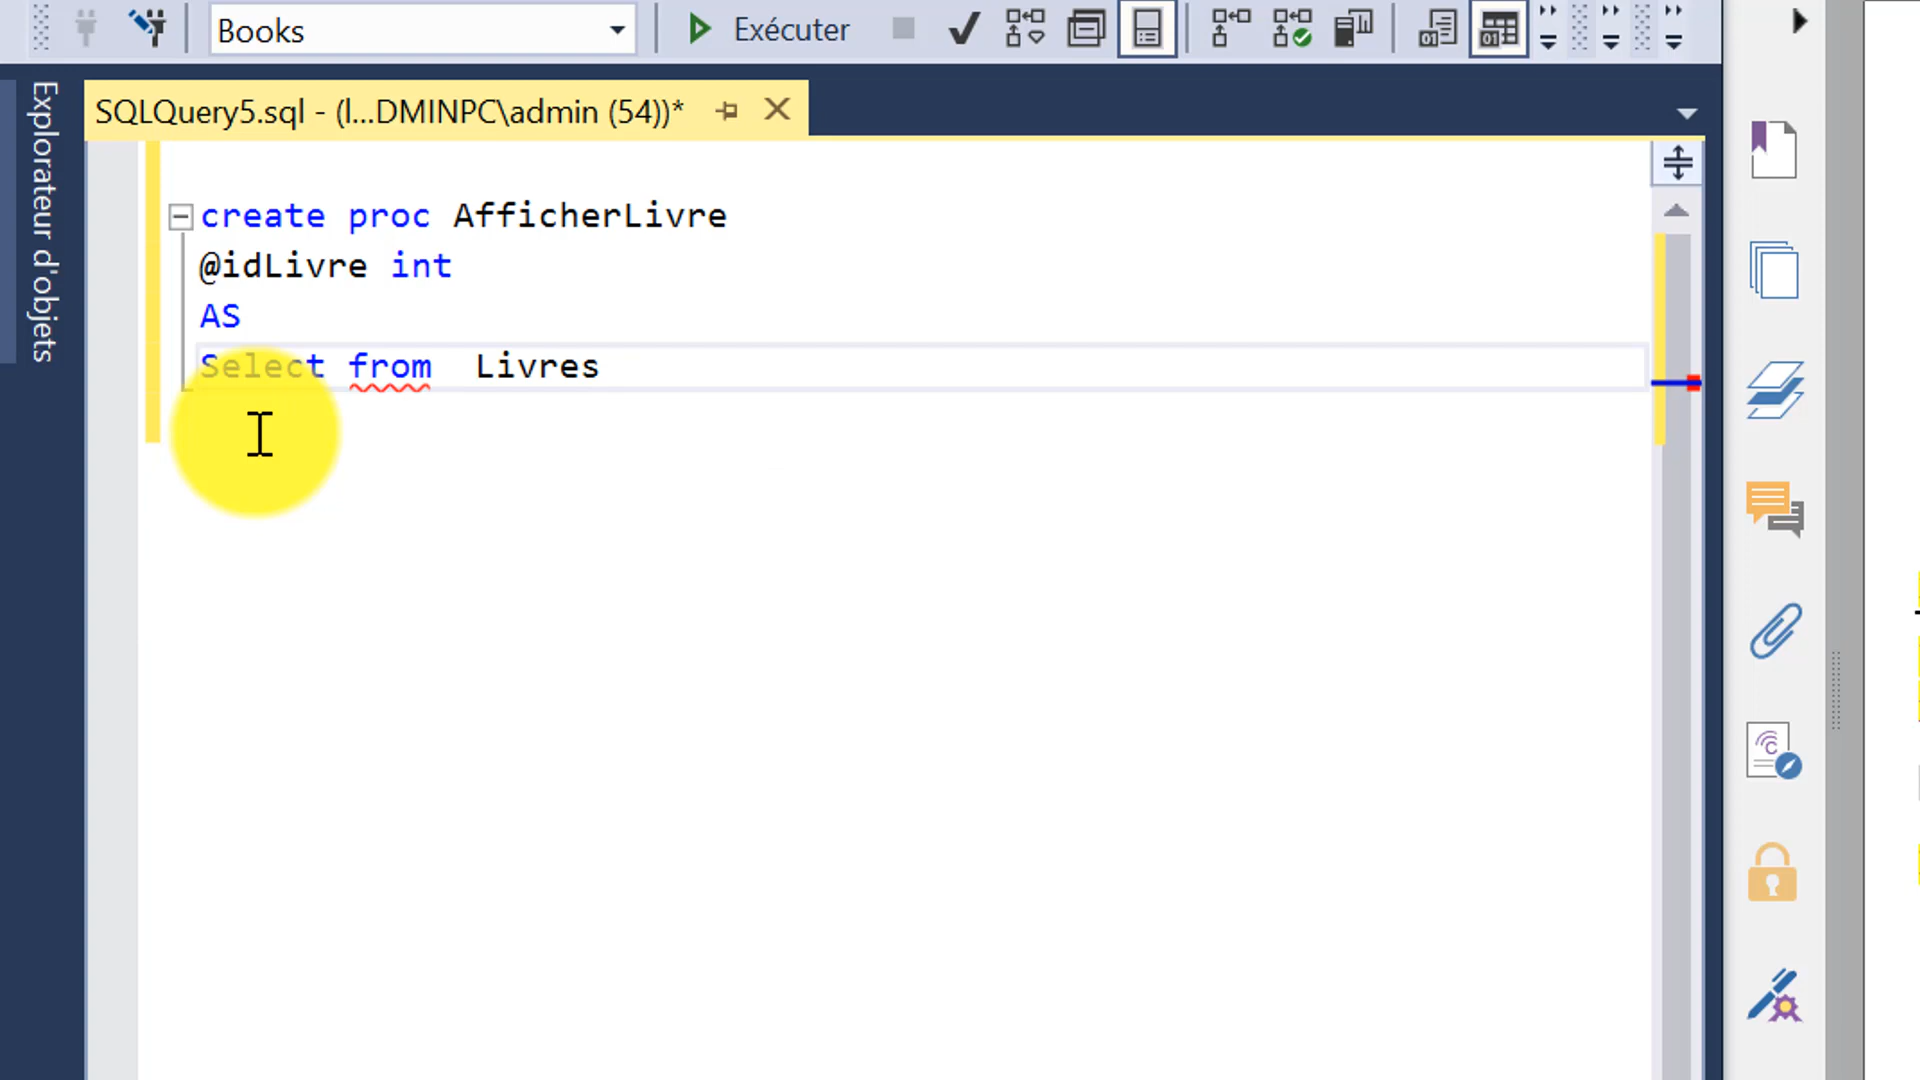 Books
Exécuter
Explorateur d'objets
SQLQuery5.sql - (l...DMINPC\admin (54))*
create proc AfficherLivre
@idLivre int
AS
Select from  Livres